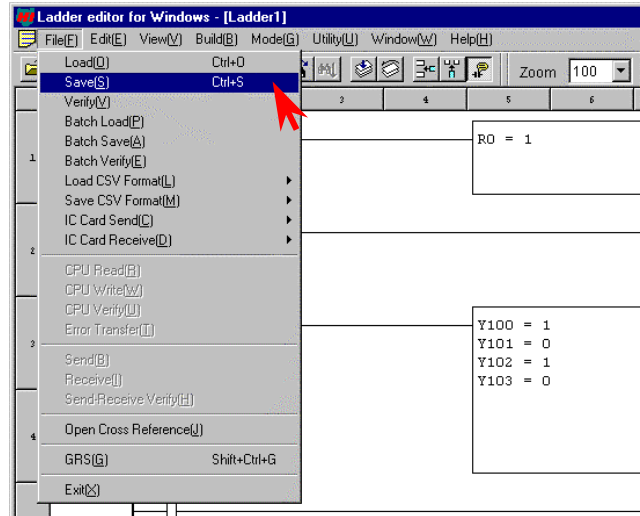 Ladder editor for Windows - [Ladder1]
File(F) Edit(E) View(V) Build(B) Mode(G) Utility(U) Window(W) Help(H)
Zoom 100
Load(O) Ctrl+O
Save(S) Ctrl+S
Verify(V)
Batch Load(P)
Batch Save(A)
Batch Verify(E)
Load CSV Format(L)
Save CSV Format(M)
IC Card Send(C)
IC Card Receive(D)
CPU Read(R)
CPU Write(W)
CPU Verify(U)
Error Transfer(T)
Send(B)
Receive(I)
Send-Receive Verify(H)
Open Cross Reference(J)
GRS(G) Shift+Ctrl+G
Exit(X)
3 4 5 6
1
2
3
4
R0 = 1
Y100 = 1
Y101 = 0
Y102 = 1
Y103 = 0